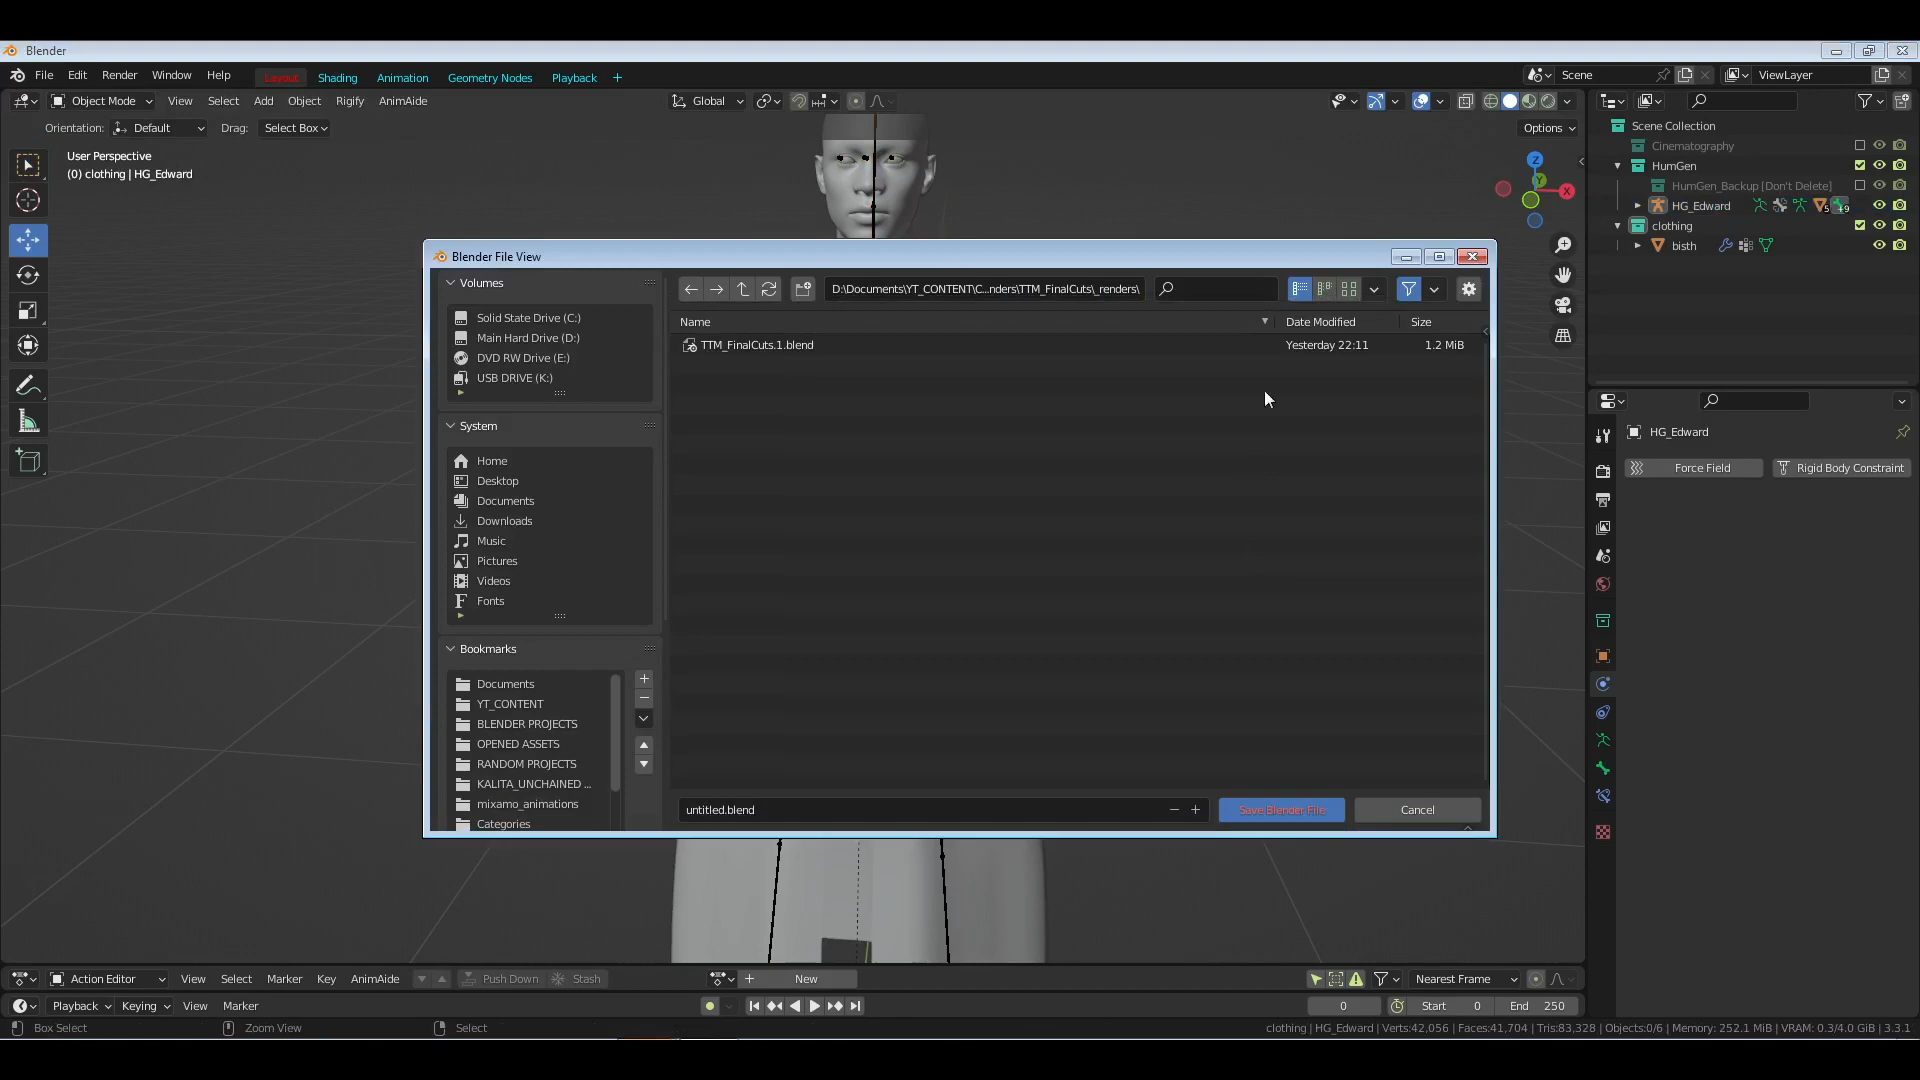 Blender
File Edit Render Window Help Layout Shading Animation Geometry Nodes Playback + Scene ViewLayer
Object Mode View Select Add Object Rigify AnimAide Global
Orientation: Default Drag: Select Box Options
User Perspective
(0) clothing | HG_Edward
Z
Y
X
Scene Collection
Cinematography
HumGen
HumGen_Backup [Don't Delete]
HG_Edward 5 +9
clothing
bisth
HG_Edward
Force Field Rigid Body Constraint
Blender File View
Volumes
Solid State Drive (C:)
Main Hard Drive (D:)
DVD RW Drive (E:)
USB DRIVE (K:)
System
Home
Desktop
Documents
Downloads
Music
Pictures
Videos
Fonts
Bookmarks
Documents
YT_CONTENT
BLENDER PROJECTS
OPENED ASSETS
RANDOM PROJECTS
KALITA_UNCHAINED ...
mixamo_animations
Categories
D:\Documents\YT_CONTENT\C...nders\TTM_FinalCuts\_renders\
Name Date Modified Size
TTM_FinalCuts.1.blend Yesterday 22:11 1.2 MiB
untitled.blend Save Blender File Cancel
Action Editor View Select Marker Key AnimAide Push Down Stash New Nearest Frame
Playback Keying View Marker 0 Start 0 End 250
Box Select Zoom View Select clothing | HG_Edward | Verts:42,056 | Faces:41,704 | Tris:83,328 | Objects:0/6 | Memory: 252.1 MiB | VRAM: 0.3/4.0 GiB | 3.3.1